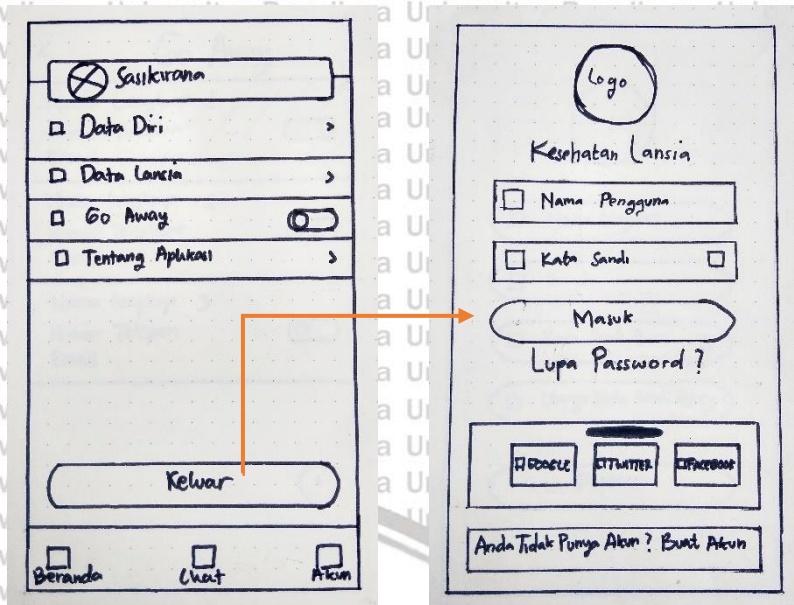 Sasikirana
Data Diri
Data Lansia
Go Away
Tentang Aplikasi
Keluar
Beranda
Chat
Akun
Logo
Kesehatan Lansia
Nama Pengguna
Kata Sandi
Masuk
Lupa Password ?
GOOGLE
TWITTER
FACEBOOK
Anda Tidak Punya Akun ? Buat Akun